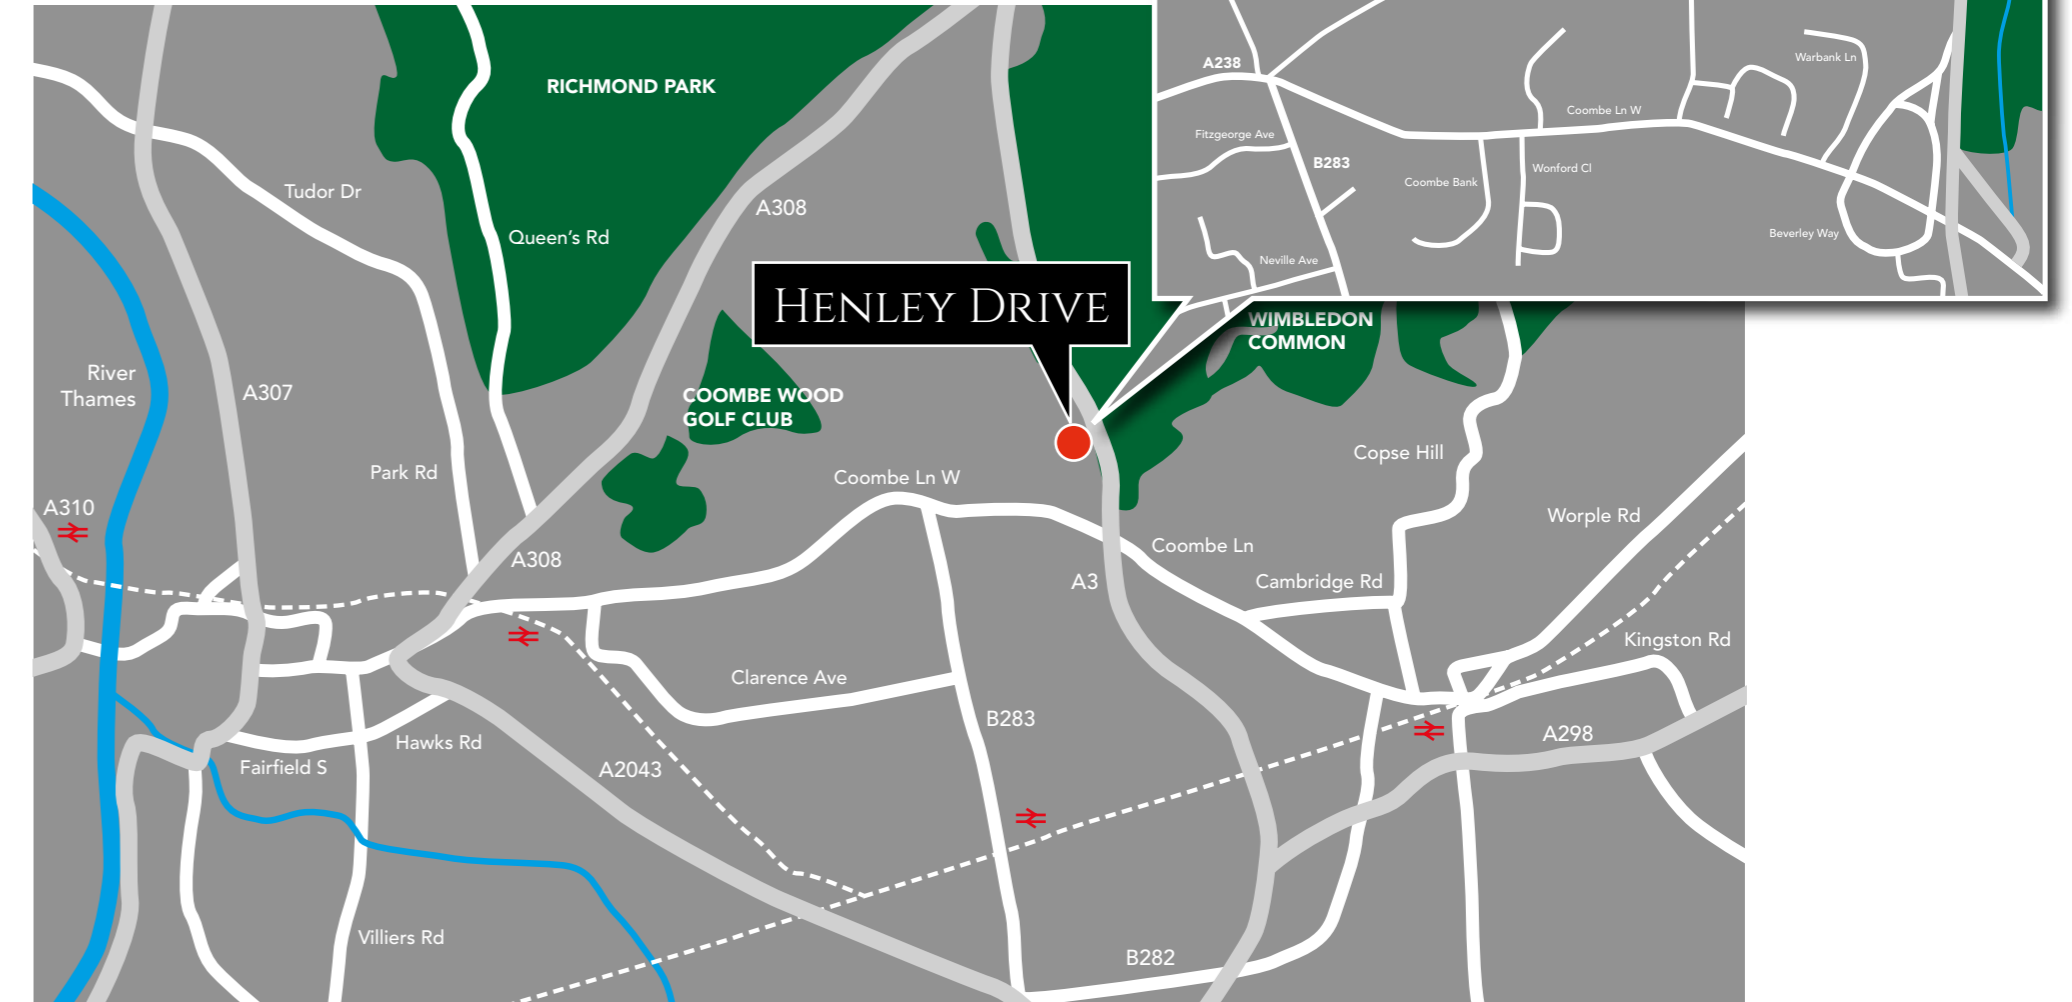 RICHMOND PARK
A238
Warbank Ln
Coombe Ln W
Fitzgeorge Ave
B283
Wonford Cl
Coombe Bank
Beverley Way
Neville Ave
Tudor Dr
A308
Queen's Rd
HENLEY DRIVE
WIMBLEDON
COMMON
River
Thames
A307
COOMBE WOOD
GOLF CLUB
Park Rd
Coombe Ln W
Copse Hill
A310
Worple Rd
A308
Coombe Ln
A3
Cambridge Rd
Kingston Rd
Clarence Ave
B283
A298
Hawks Rd
Fairfield S
A2043
Villiers Rd
B282